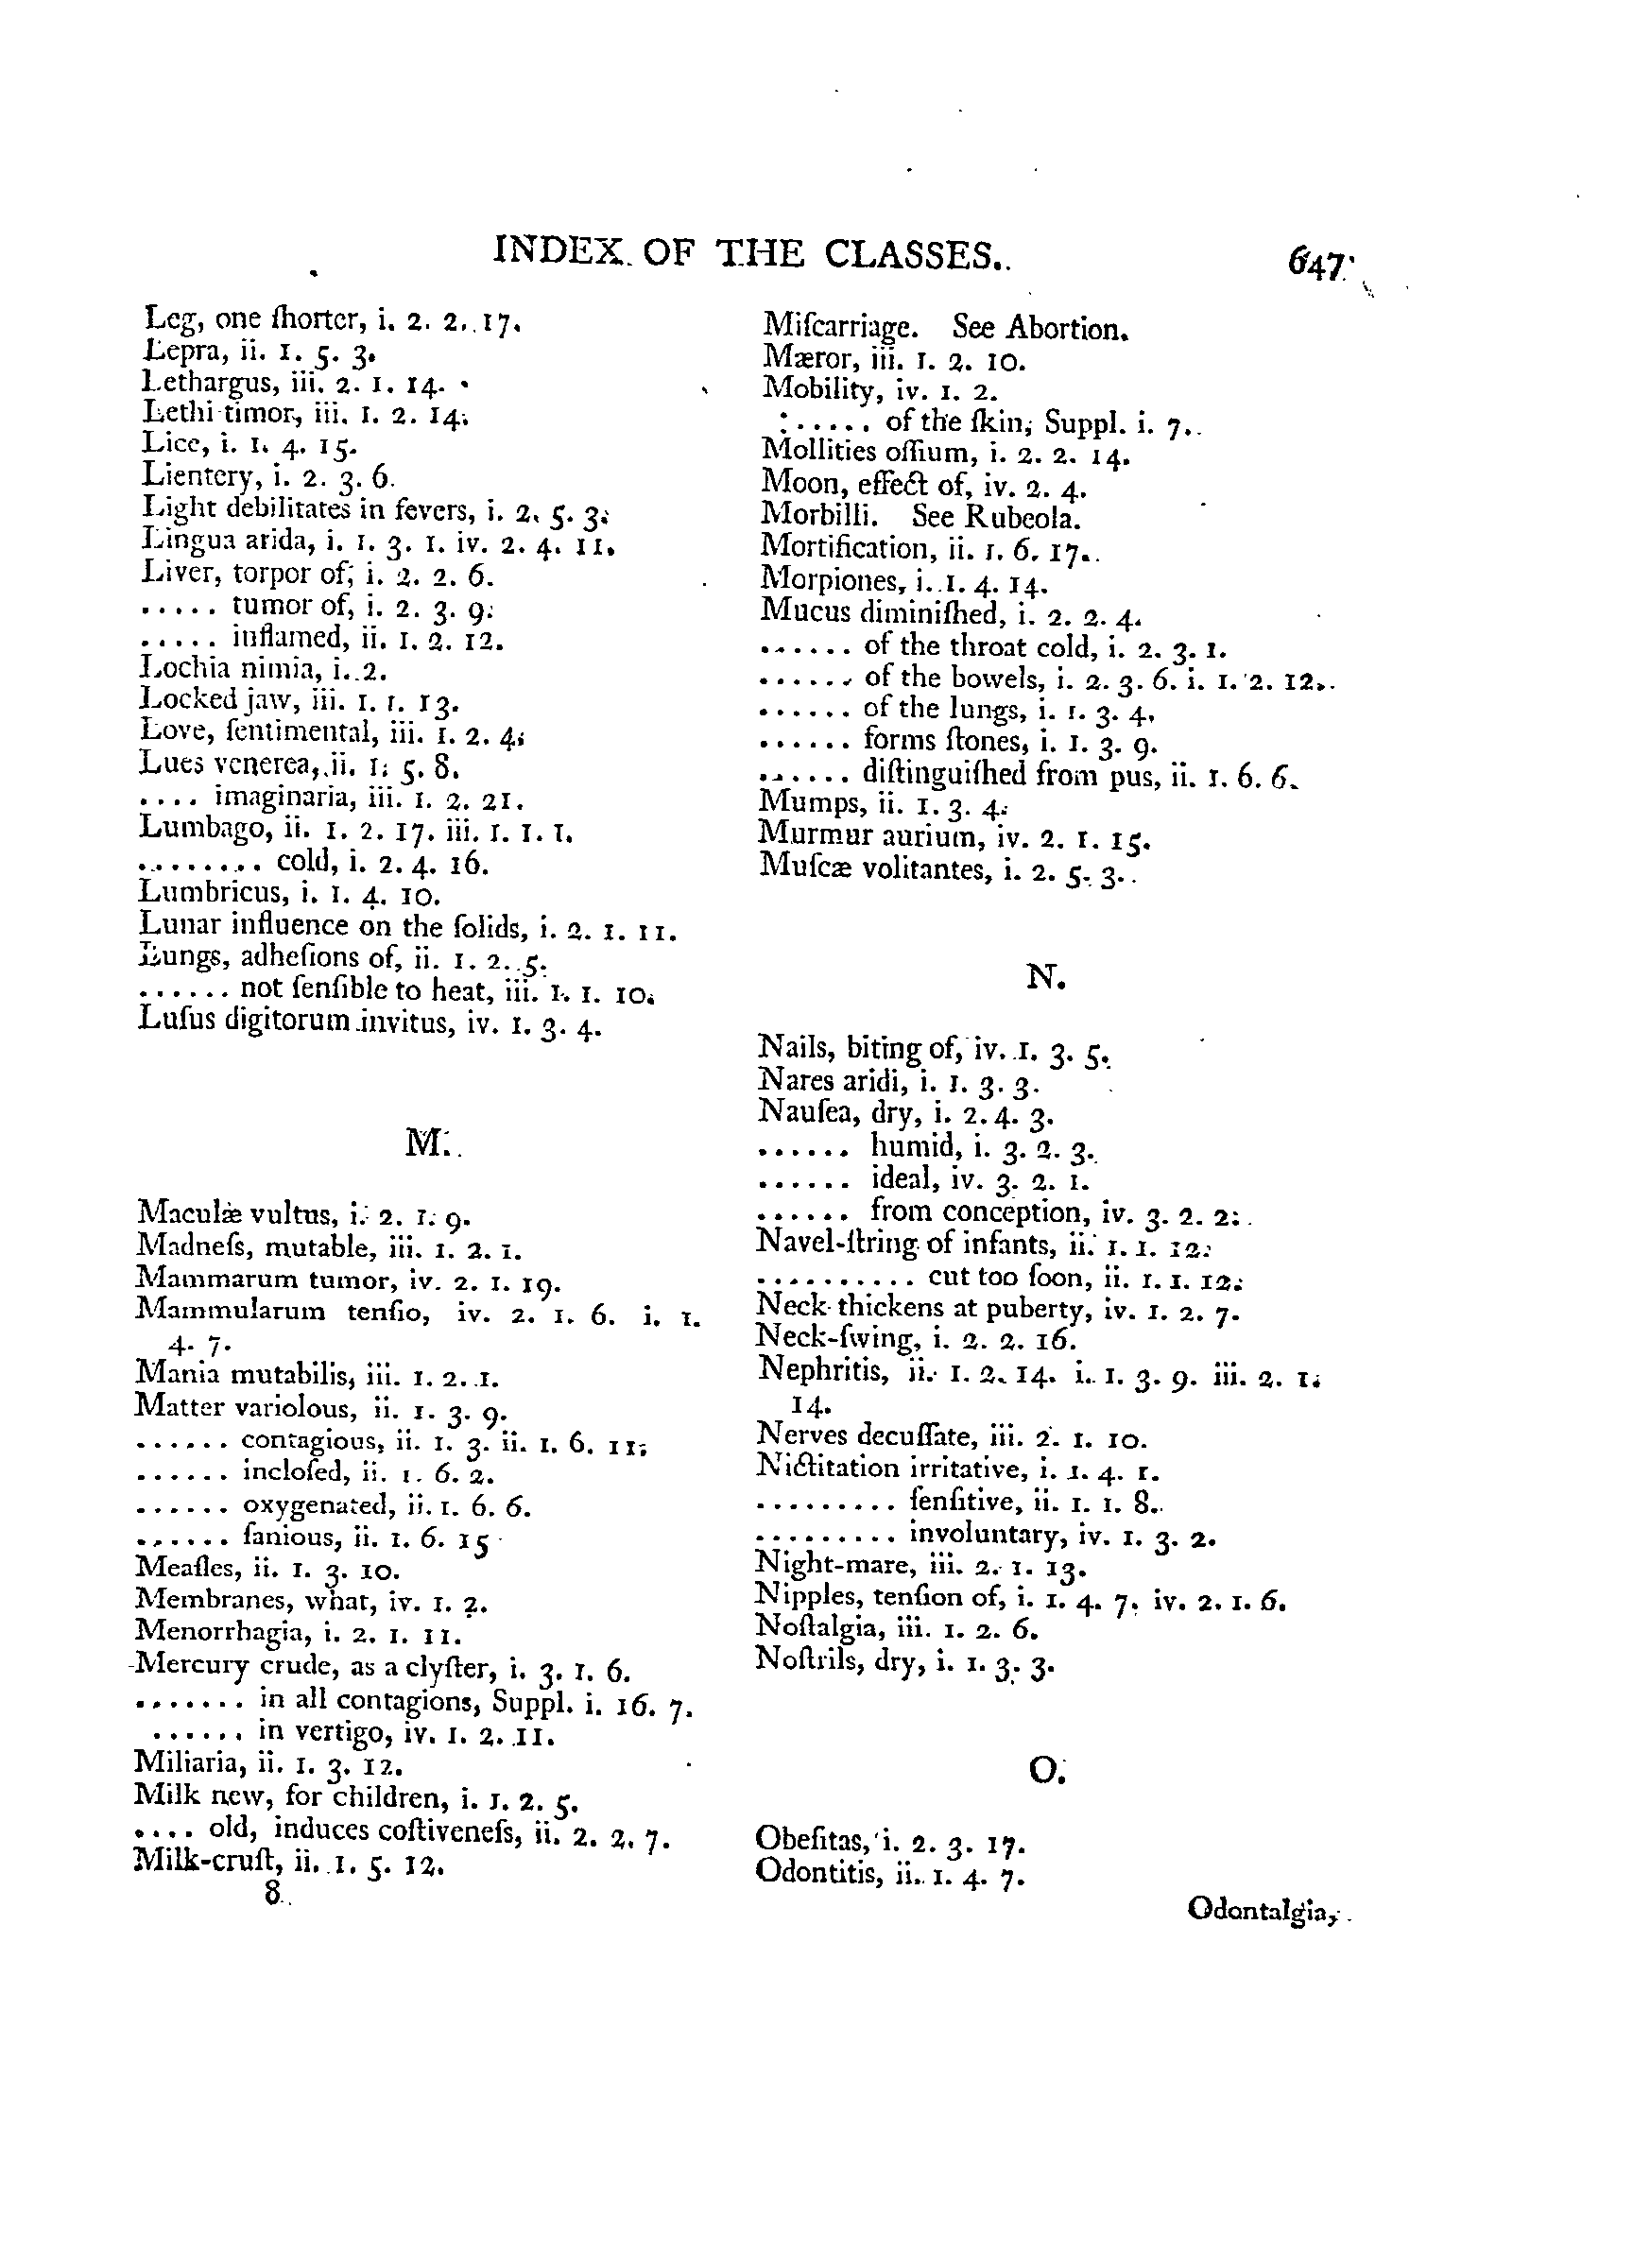 INDEX OF THE CLASSES. 647
Leg, one ſhorter, i. 2. 2. 17.
Lepra, ii. 1. 5. 3.
Lethargus, iii. 2. 1. 14.
Lethi timor, iii. 1. 2. 14.
Lice, i. 1. 4. 15.
Lientery, i. 2. 3. 6.
Light debilitates in fevers, i. 2. 5. 3.
Lingua arida, i. 1. 3. 1. iv. 2. 4. 11.
Liver, torpor of, i. 2. 2. 6.
..... tumor of, i. 2. 3. 9.
..... inflamed, ii. 1. 2. 12.
Lochia nimia, i. 2.
Locked jaw, iii. 1. 1. 13.
Love, ſentimental, iii. 1. 2. 4.
Lues venerea, ii. 1. 5. 8.
.... imaginaria, iii. 1. 2. 21.
Lumbago, ii. 1. 2. 17. iii. 1. 1. 1.
........ cold, i. 2. 4. 16.
Lumbricus, i. 1. 4. 10.
Lunar influence on the ſolids, i. 2. 1. 11.
Lungs, adheſions of, ii. 1. 2. 5.
...... not ſenſible to heat, iii. 1. 1. 10.
Luſus digitorum invitus, iv. 1. 3. 4.
M.
Maculæ vultus, i. 2. 1. 9.
Madneſs, mutable, iii. 1. 2. 1.
Mammarum tumor, iv. 2. 1. 19.
Mammularum tenſio, iv. 2. 1. 6. i. 1.
4. 7.
Mania mutabilis, iii. 1. 2. 1.
Matter variolous, ii. 1. 3. 9.
...... contagious, ii. 1. 3. ii. 1. 6. 11.
...... incloſed, ii. 1. 6. 2.
...... oxygenated, ii. 1. 6. 6.
...... ſanious, ii. 1. 6. 15
Meaſles, ii. 1. 3. 10.
Membranes, what, iv. 1. 2.
Menorrhagia, i. 2. 1. 11.
Mercury crude, as a clyſter, i. 3. 1. 6.
....... in all contagions, Suppl. i. 16. 7.
...... in vertigo, iv. 1. 2. 11.
Miliaria, ii. 1. 3. 12.
Milk new, for children, i. 1. 2. 5.
.... old, induces coſtiveneſs, ii. 2. 2. 7.
Milk-cruſt, ii. 1. 5. 12.
8
Miſcarriage. See Abortion.
Mæror, iii. 1. 2. 10.
Mobility, iv. 1. 2.
...... of the ſkin, Suppl. i. 7.
Mollities oſſium, i. 2. 2. 14.
Moon, effect of, iv. 2. 4.
Morbilli. See Rubeola.
Mortification, ii. 1. 6. 17.
Morpiones, i. 1. 4. 14.
Mucus diminiſhed, i. 2. 2. 4.
...... of the throat cold, i. 2. 3. 1.
...... of the bowels, i. 2. 3. 6. i. 1. 2. 12.
...... of the lungs, i. 1. 3. 4.
...... forms ſtones, i. 1. 3. 9.
...... diſtinguiſhed from pus, ii. 1. 6. 6.
Mumps, ii. 1. 3. 4.
Murmur aurium, iv. 2. 1. 15.
Muſcæ volitantes, i. 2. 5. 3.
N.
Nails, biting of, iv. 1. 3. 5.
Nares aridi, i. 1. 3. 3.
Nauſea, dry, i. 2. 4. 3.
...... humid, i. 3. 2. 3.
...... ideal, iv. 3. 2. 1.
...... from conception, iv. 3. 2. 2.
Navel-ſtring of infants, ii. 1. 1. 12.
.......... cut too ſoon, ii. 1. 1. 12.
Neck thickens at puberty, iv. 1. 2. 7.
Neck-ſwing, i. 2. 2. 16.
Nephritis, ii. 1. 2. 14. i. 1. 3. 9. iii. 2. 1.
14.
Nerves decuſſate, iii. 2. 1. 10.
Nictitation irritative, i. 1. 4. 1.
......... ſenſitive, ii. 1. 1. 8.
......... involuntary, iv. 1. 3. 2.
Night-mare, iii. 2. 1. 13.
Nipples, tenſion of, i. 1. 4. 7. iv. 2. 1. 6.
Noſtalgia, iii. 1. 2. 6.
Noſtrils, dry, i. 1. 3. 3.
O.
Obeſitas, i. 2. 3. 17.
Odontitis, ii. 1. 4. 7.
Odontalgia,